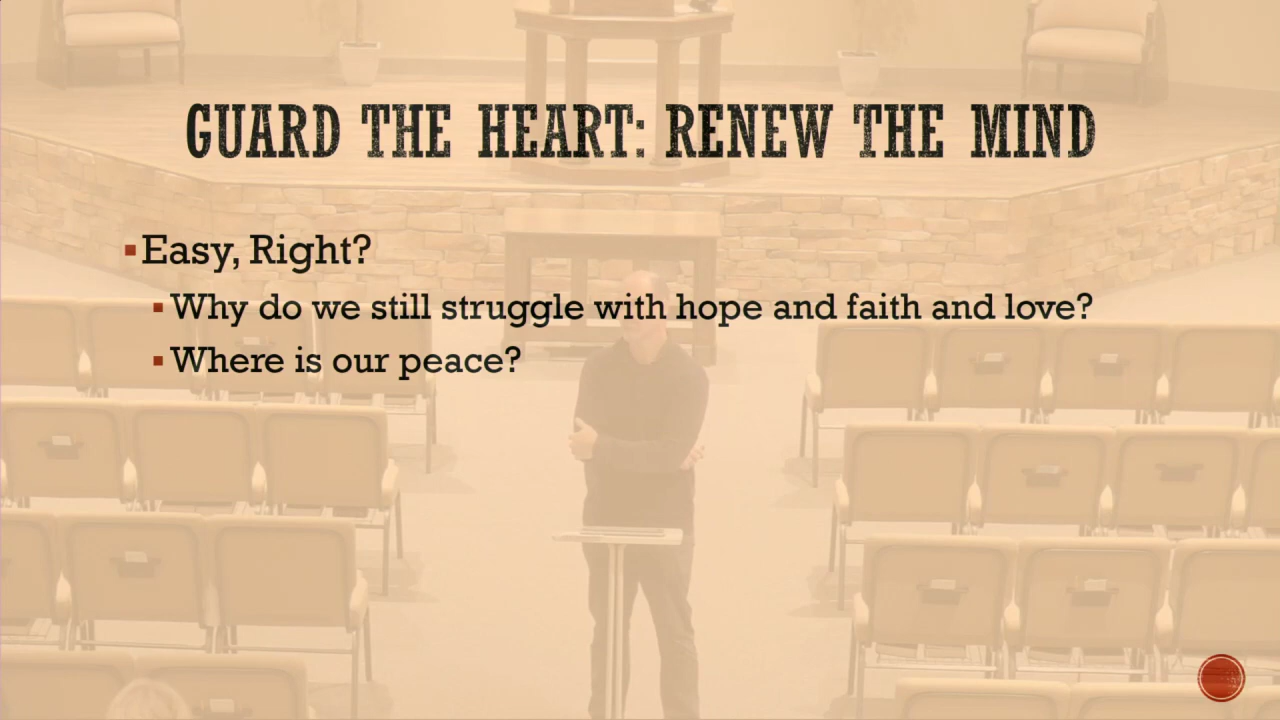 GUARD THE HEART: RENEW THE MIND
Easy, Right?
Why do we still struggle with hope and faith and love?
Where is our peace?